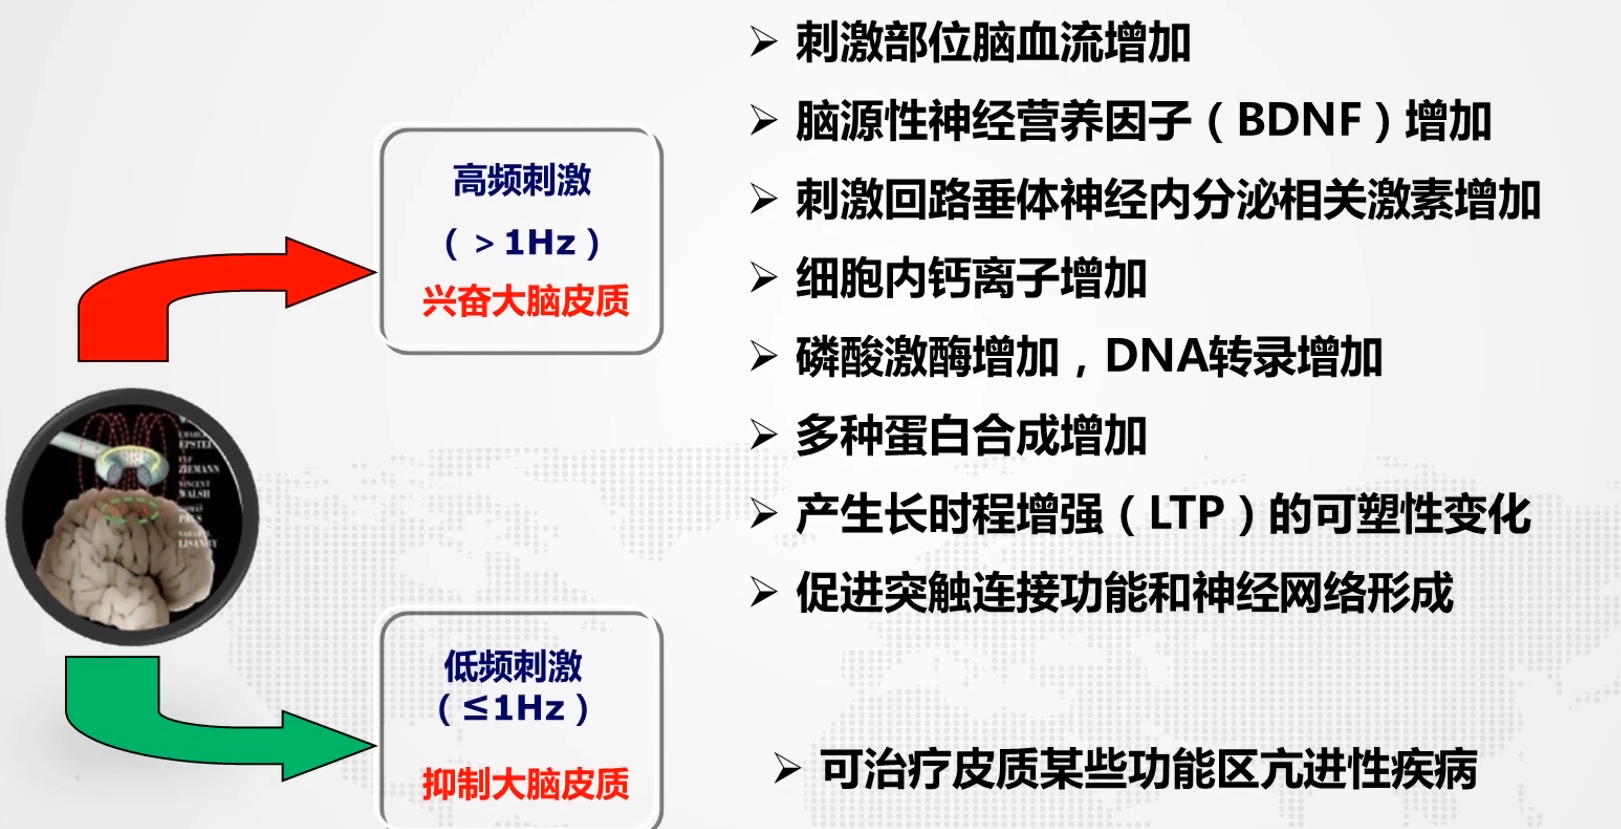 刺激部位脑血流增加
脑源性神经营养因子（BDNF）增加
刺激回路垂体神经内分泌相关激素增加
细胞内钙离子增加
磷酸激酶增加，DNA转录增加
多种蛋白合成增加
产生长时程增强（LTP）的可塑性变化
促进突触连接功能和神经网络形成
高频刺激
（＞1Hz）
兴奋大脑皮质
ZIEMANN
VINCENT
WALSH
低频刺激
（≤1Hz）
抑制大脑皮质
可治疗皮质某些功能区亢进性疾病